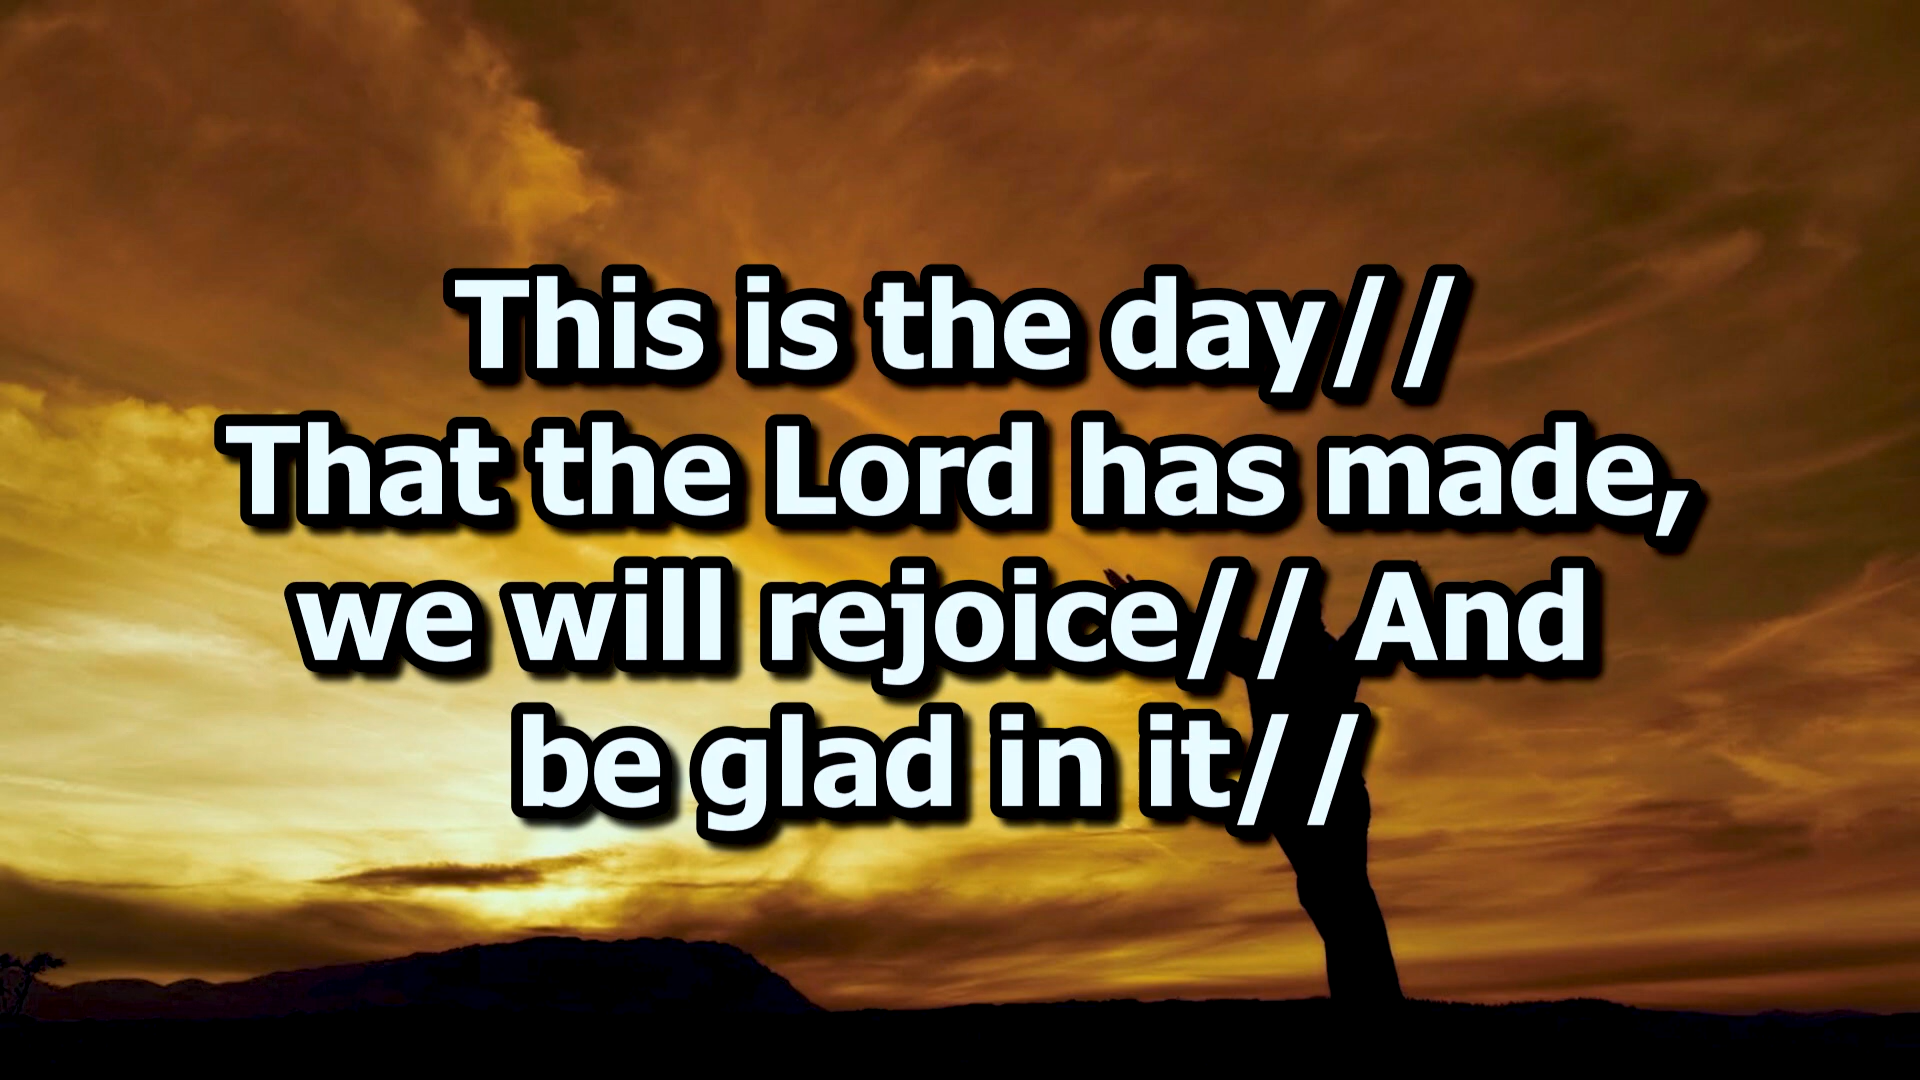 This is the day//
That the Lord has made,
we will rejoice// And
be glad in it//